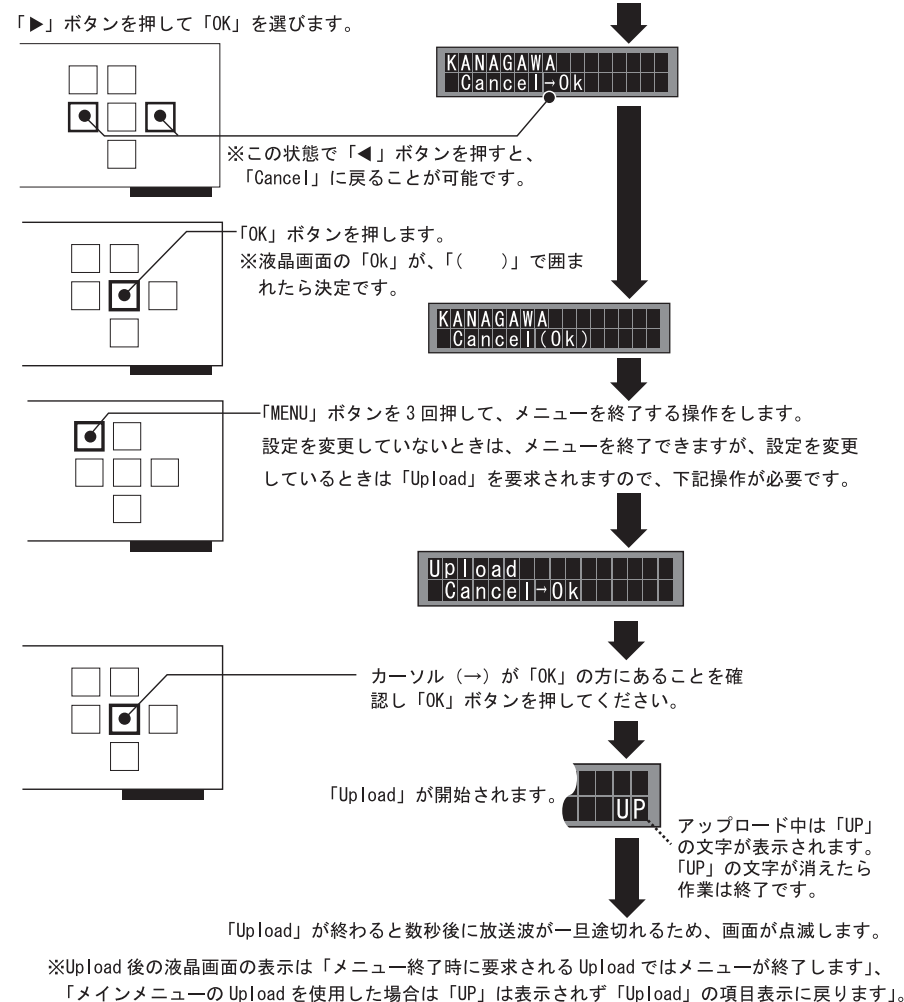 「▶」ボタンを押して「OK」を選びます。
KANAGAWA
Cancel→Ok
※この状態で「◀」ボタンを押すと、
「Cancel」に戻ることが可能です。
「OK」ボタンを押します。
※液晶画面の「Ok」が、「(　　)」で囲ま
れたら決定です。
KANAGAWA
Cancel(Ok)
「MENU」ボタンを3回押して、メニューを終了する操作をします。
設定を変更していないときは、メニューを終了できますが、設定を変更
しているときは「Upload」を要求されますので、下記操作が必要です。
Upload
Cancel→Ok
カーソル（→）が「OK」の方にあることを確
認し「OK」ボタンを押してください。
「Upload」が開始されます。
UP
アップロード中は「UP」
の文字が表示されます。
「UP」の文字が消えたら
作業は終了です。
「Upload」が終わると数秒後に放送波が一旦途切れるため、画面が点滅します。
※Upload後の液晶画面の表示は「メニュー終了時に要求されるUploadではメニューが終了します」、
「メインメニューのUploadを使用した場合は「UP」は表示されず「Upload」の項目表示に戻ります」。